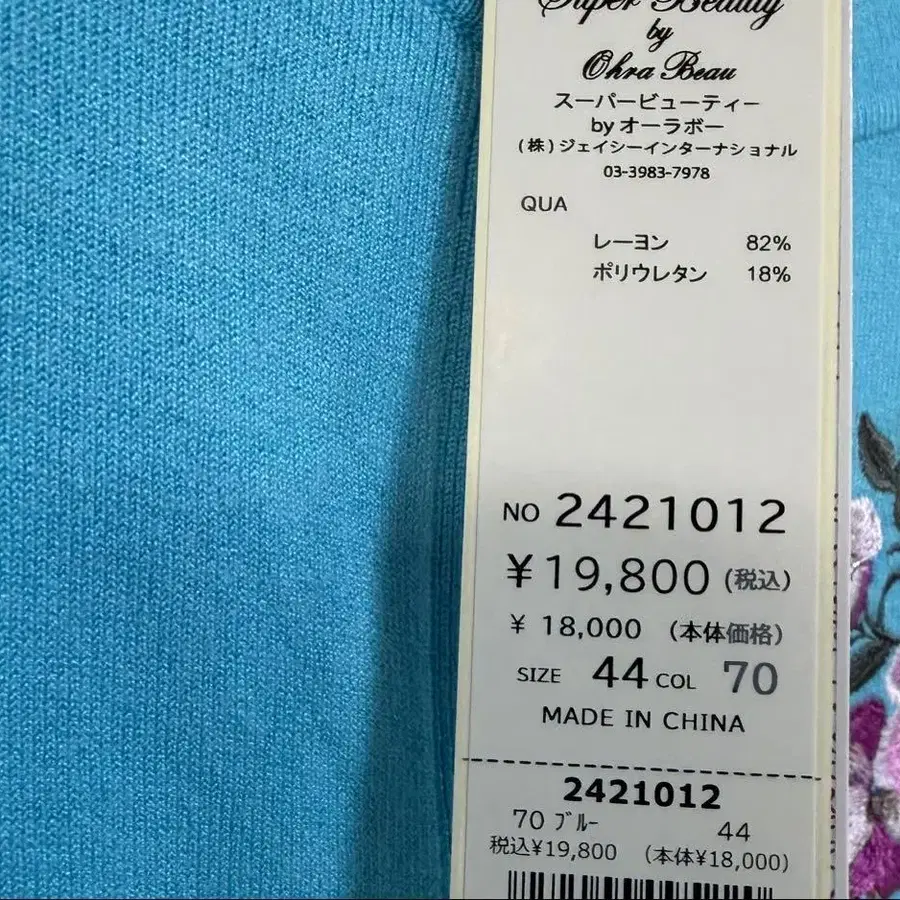 Super Beauty
by
Ohra Beau
スーパービューティー
by オーラボー
(株)ジェイシーインターナショナル
03-3983-7978
QUA
レーヨン 82%
ポリウレタン 18%
NO 2421012
¥19,800 (税込)
¥ 18,000 (本体価格)
SIZE 44 COL 70
MADE IN CHINA
2421012
70 ブルー 44
税込¥19,800 (本体¥18,000)